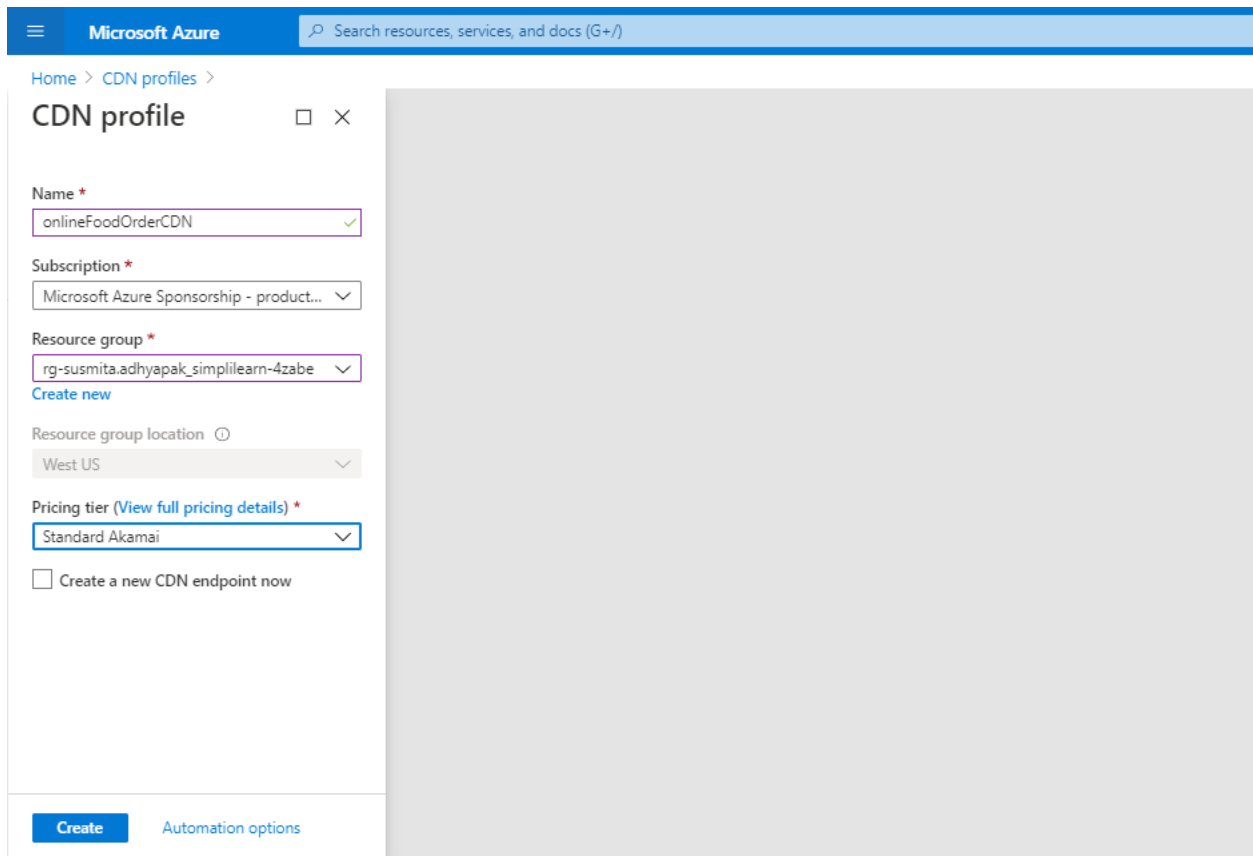 Microsoft Azure
Search resources, services, and docs (G+/)
Home > CDN profiles >
CDN profile
Name *
onlineFoodOrderCDN
Subscription *
Microsoft Azure Sponsorship - product...
Resource group *
rg-susmita.adhyapak_simplilearn-4zabe
Create new
Resource group location
West US
Pricing tier (View full pricing details) *
Standard Akamai
Create a new CDN endpoint now
Create Automation options